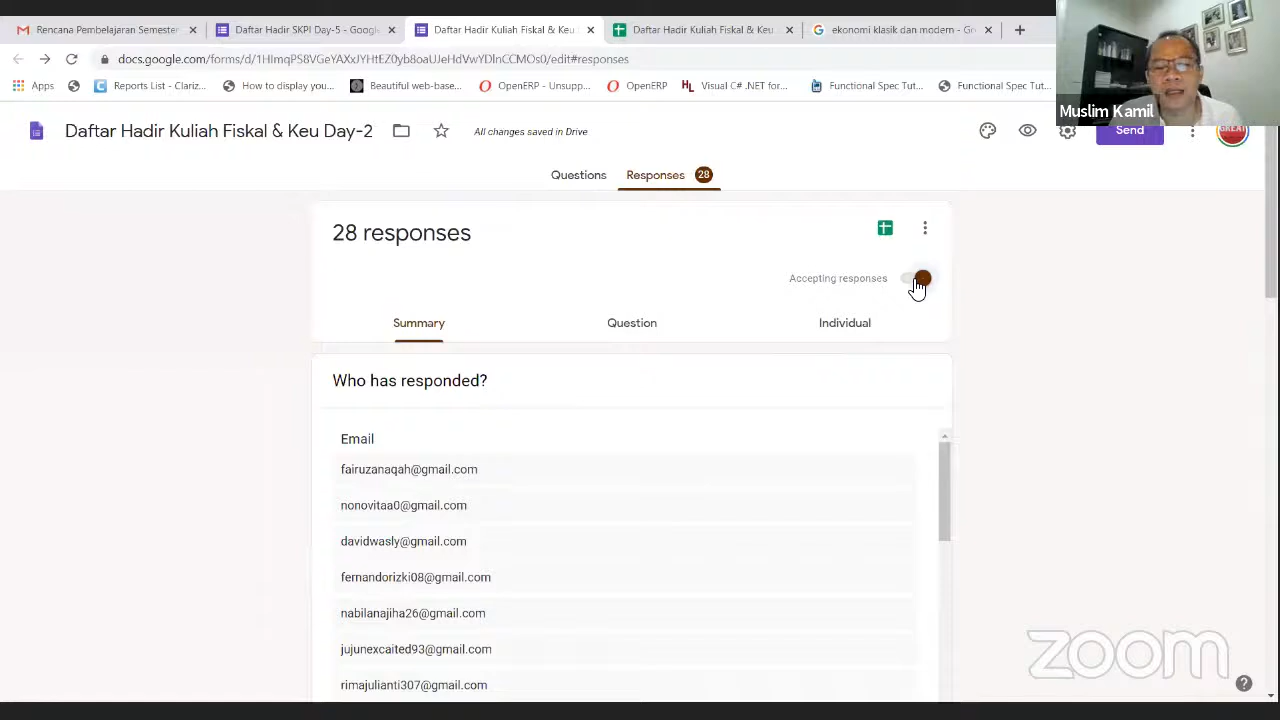 Rencana Pembelajaran Semester
Daftar Hadir SKPI Day-5 - Google
Daftar Hadir Kuliah Fiskal & Keu
Daftar Hadir Kuliah Fiskal & Keu
ekonomi klasik dan modern - Go
docs.google.com/forms/d/
/edit#responses
Apps
Reports List - Clariz...
How to display you...
Beautiful web-based...
OpenERP - Unsupp...
OpenERP
Visual C# .NET for...
Functional Spec Tut...
Functional Spec Tut...
Muslim Kamil
Daftar Hadir Kuliah Fiskal & Keu Day-2
All changes saved in Drive
Send
GREAT
Questions
Responses 28
28 responses
Accepting responses
Summary
Question
Individual
Who has responded?
Email
fairuzanaqah@gmail.com
nonovitaa0@gmail.com
davidwasly@gmail.com
fernandorizki08@gmail.com
nabilanajiha26@gmail.com
jujunexcaited93@gmail.com
rimajulianti307@gmail.com
zoom